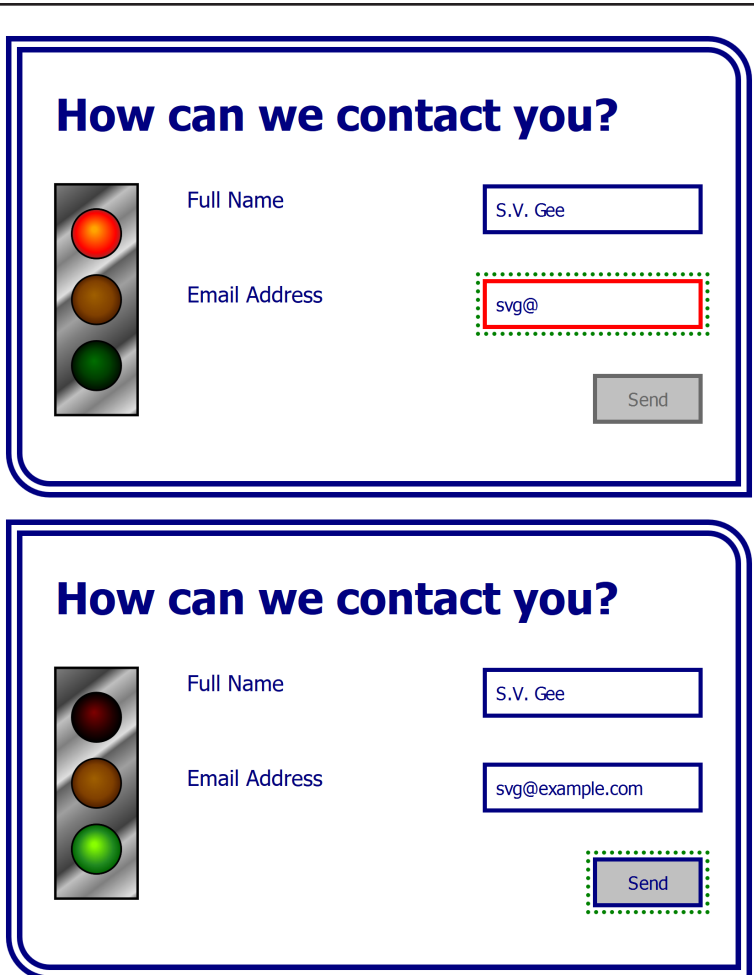 How can we contact you?
Full Name
S.V. Gee
Email Address
svg@
Send
How can we contact you?
Full Name
S.V. Gee
Email Address
svg@example.com
Send